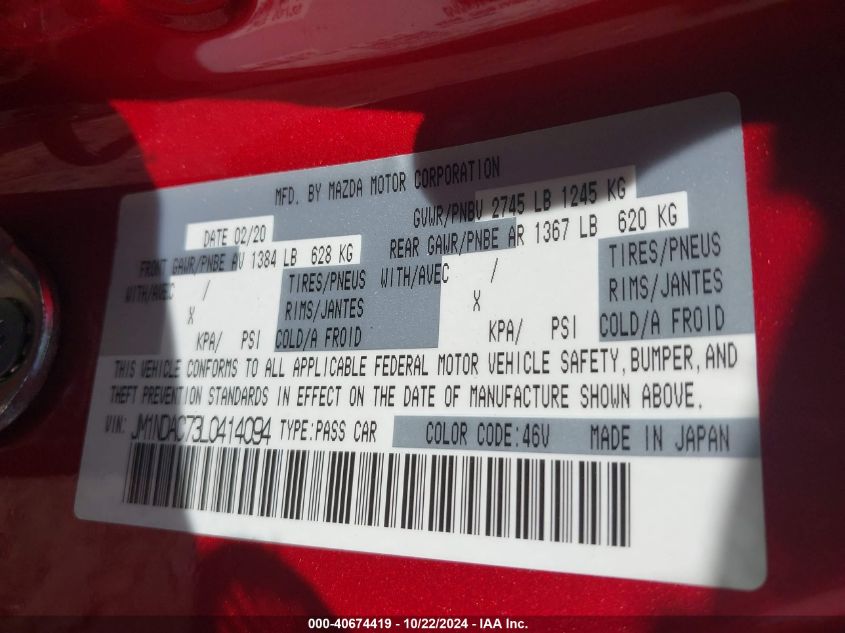 MFD. BY MAZDA MOTOR CORPORATION
DATE 02/20 GVWR/PNBV 2745 LB 1245 KG
FRONT GAWR/PNBE AV 1384 LB 628 KG REAR GAWR/PNBE AR 1367 LB 620 KG
WITH/AVEC / TIRES/PNEUS WITH/AVEC / TIRES/PNEUS
X RIMS/JANTES X RIMS/JANTES
KPA/ PSI COLD/A FROID KPA/ PSI COLD/A FROID
THIS VEHICLE CONFORMS TO ALL APPLICABLE FEDERAL MOTOR VEHICLE SAFETY, BUMPER, AND
THEFT PREVENTION STANDARDS IN EFFECT ON THE DATE OF MANUFACTURE SHOWN ABOVE.
VIN: JM1NDAC73L0414094 TYPE:PASS CAR COLOR CODE:46V MADE IN JAPAN
000-40674419 - 10/22/2024 - IAA Inc.